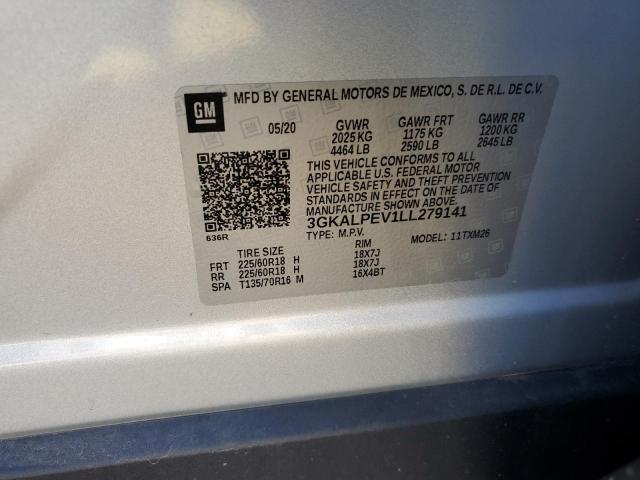 GM MFD BY GENERAL MOTORS DE MEXICO, S. DE R.L. DE C.V.
05/20 GVWR GAWR FRT GAWR RR
2025 KG 1175 KG 1200 KG
4464 LB 2590 LB 2645 LB
THIS VEHICLE CONFORMS TO ALL
APPLICABLE U.S. FEDERAL MOTOR
VEHICLE SAFETY AND THEFT PREVENTION
STANDARDS IN EFFECT ON THE DATE OF
MANUFACTURE SHOWN ABOVE.
3GKALPEV1LL279141
636R TYPE: M.P.V. MODEL: 11TXM26
TIRE SIZE RIM
FRT 225/60R18 H 18X7J
RR 225/60R18 H 18X7J
SPA T135/70R16 M 16X4BT